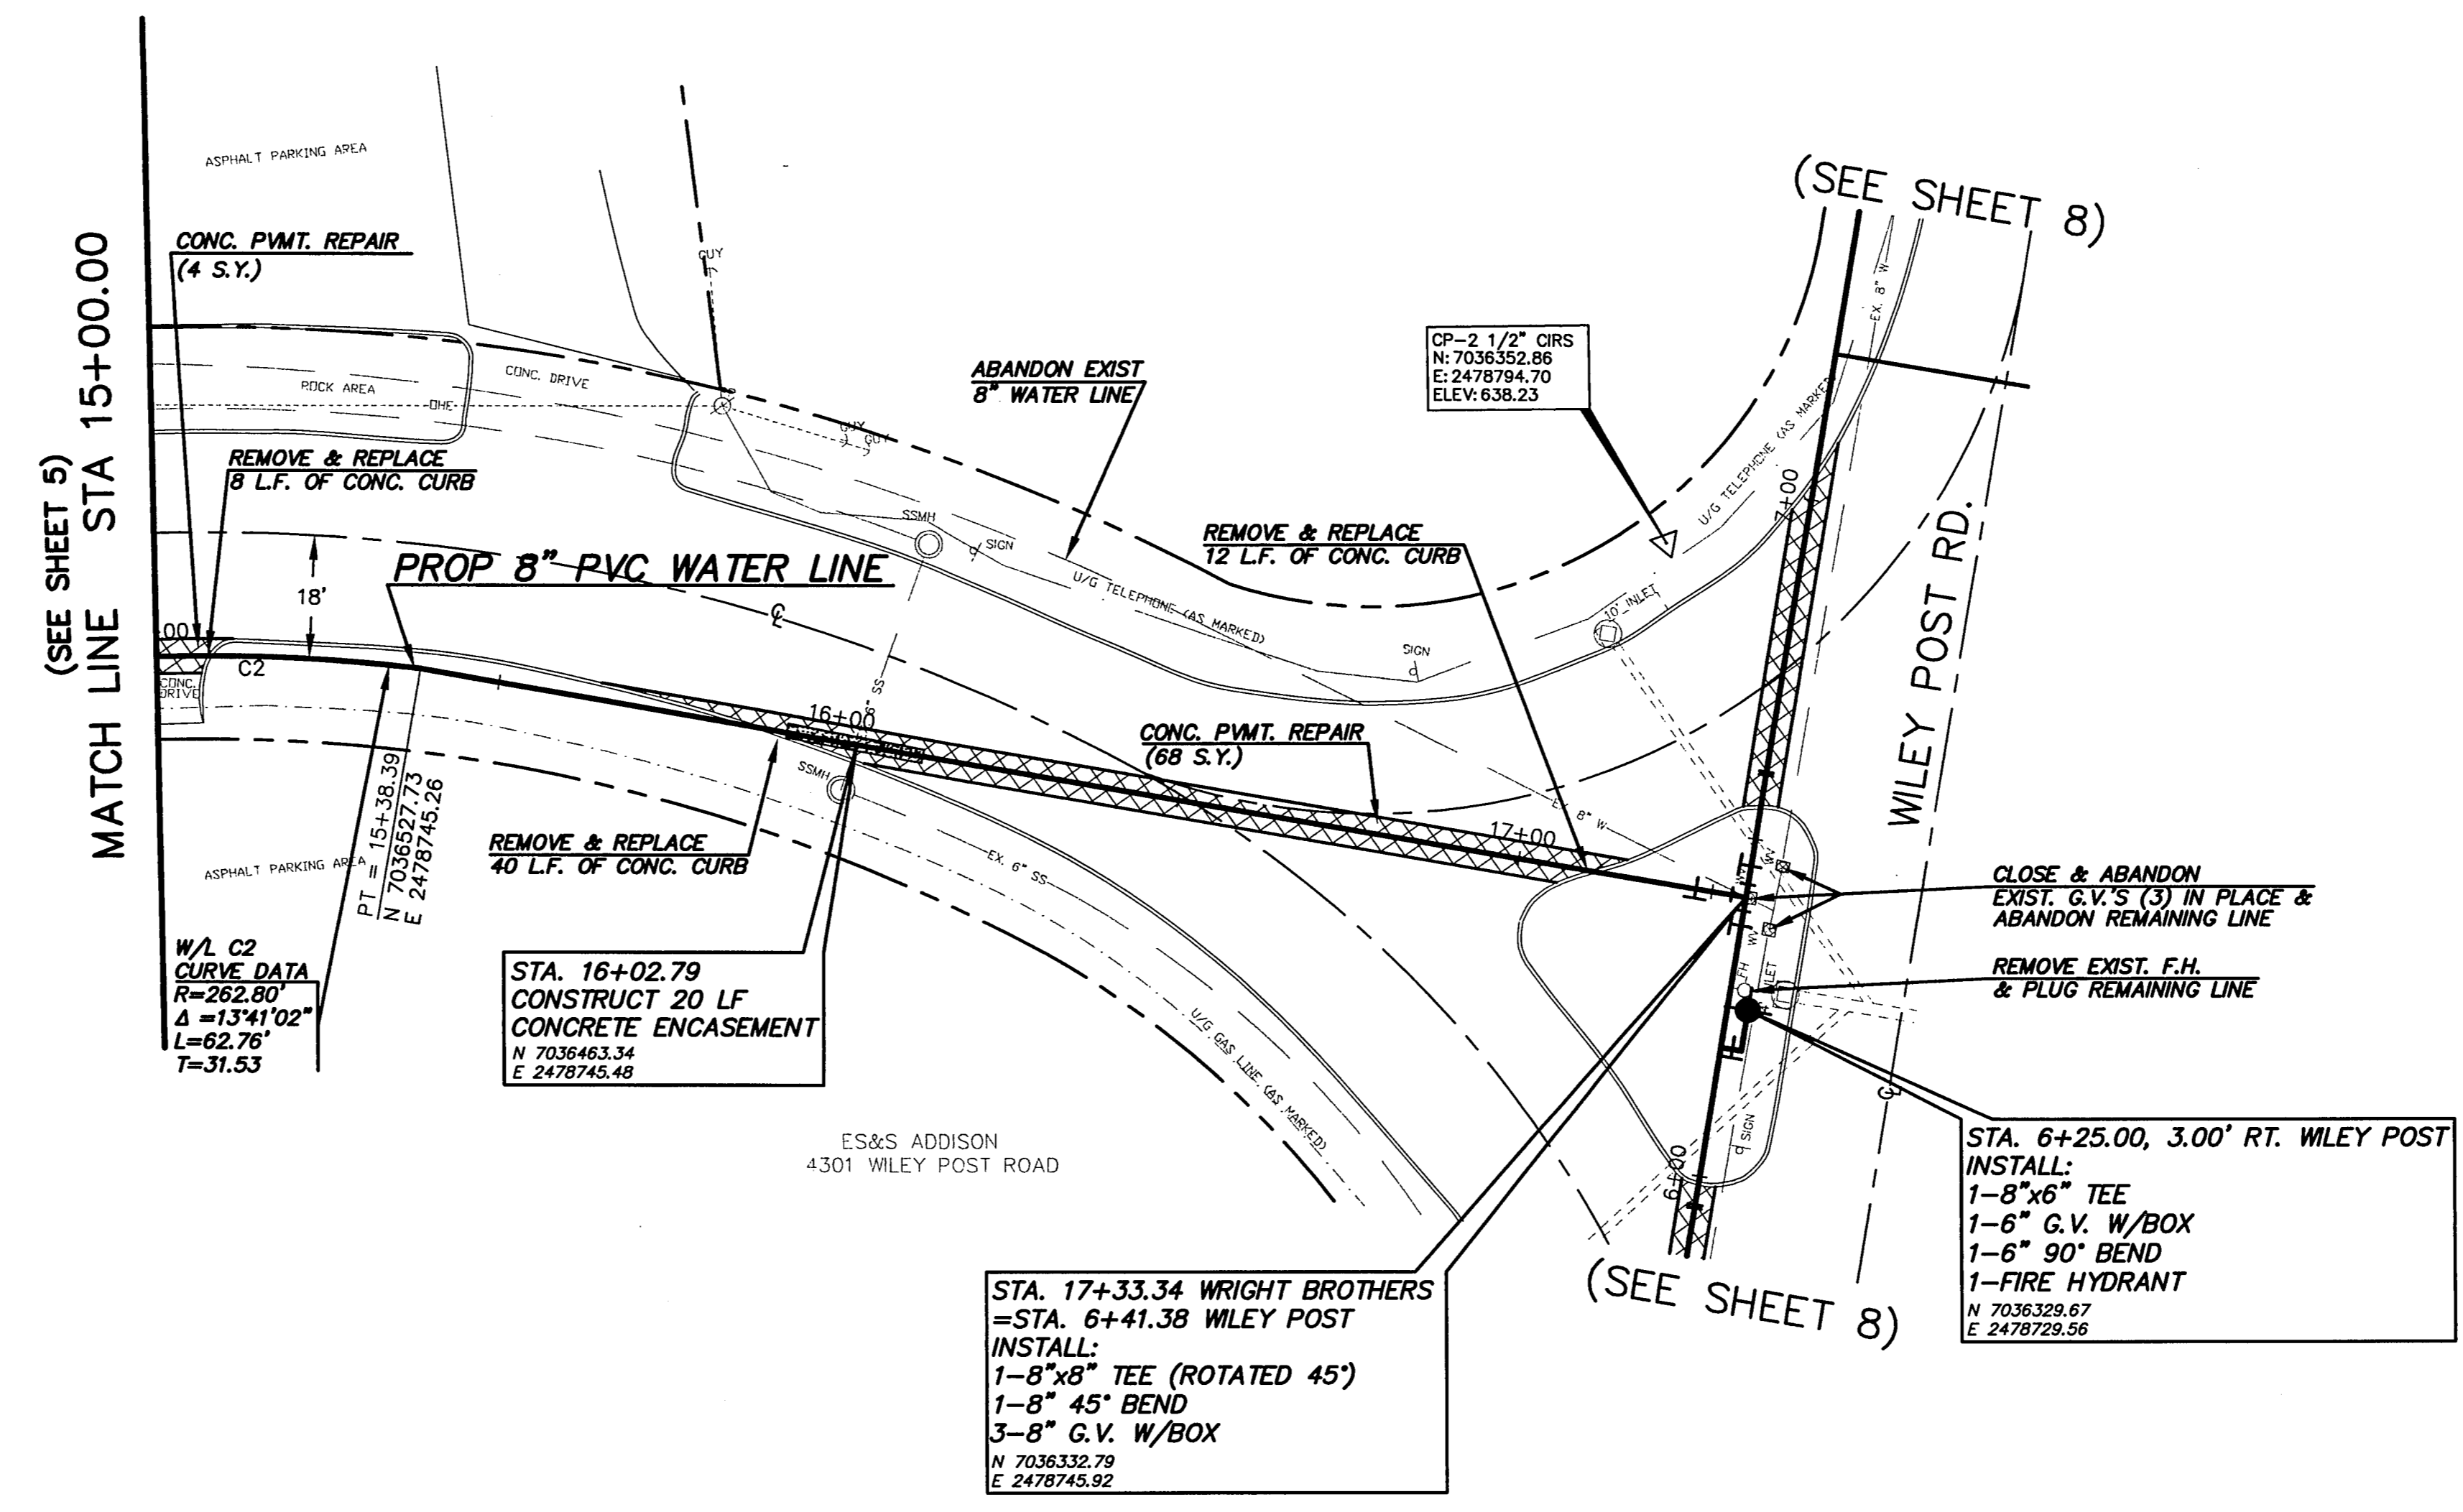 (SEE SHEET 5)
MATCH LINE STA 15+00.00
ASPHALT PARKING AREA
CONC. PVMT. REPAIR
(4 S.Y.)
ROCK AREA
OHE
CONC. DRIVE
GUY
GUY
GUY
REMOVE & REPLACE
8 L.F. OF CONC. CURB
ABANDON EXIST
8" WATER LINE
CP-2 1/2" CIRS
N: 7036352.86
E: 2478794.70
ELEV: 638.23
(SEE SHEET 8)
EX. 8" W
U/G TELEPHONE (AS MARKED)
7+00
WILEY POST RD.
SSMH
SIGN
18'
PROP 8" PVC WATER LINE
REMOVE & REPLACE
12 L.F. OF CONC. CURB
U/G TELEPHONE (AS MARKED)
10' INLET
SIGN
00
C2
CONC.
DRIVE
16+00
SS
CONC. PVMT. REPAIR
(68 S.Y.)
EX. 8" W
17+00
SSMH
EX. 6" SS
REMOVE & REPLACE
40 L.F. OF CONC. CURB
ASPHALT PARKING AREA
PT = 15+38.39
N 7036527.73
E 2478745.26
W/L C2
CURVE DATA
R=262.80'
Δ =13°41'02"
L=62.76'
T=31.53
STA. 16+02.79
CONSTRUCT 20 LF
CONCRETE ENCASEMENT
N 7036463.34
E 2478745.48
U/G GAS LINE (AS MARKED)
WV
WV
WV
FH
INLET
CLOSE & ABANDON
EXIST. G.V.'S (3) IN PLACE &
ABANDON REMAINING LINE
REMOVE EXIST. F.H.
& PLUG REMAINING LINE
ES&S ADDISON
4301 WILEY POST ROAD
SIGN
6+00
STA. 6+25.00, 3.00' RT. WILEY POST
INSTALL:
1-8"x6" TEE
1-6" G.V. W/BOX
1-6" 90° BEND
1-FIRE HYDRANT
N 7036329.67
E 2478729.56
(SEE SHEET 8)
STA. 17+33.34 WRIGHT BROTHERS
=STA. 6+41.38 WILEY POST
INSTALL:
1-8"x8" TEE (ROTATED 45°)
1-8" 45° BEND
3-8" G.V. W/BOX
N 7036332.79
E 2478745.92